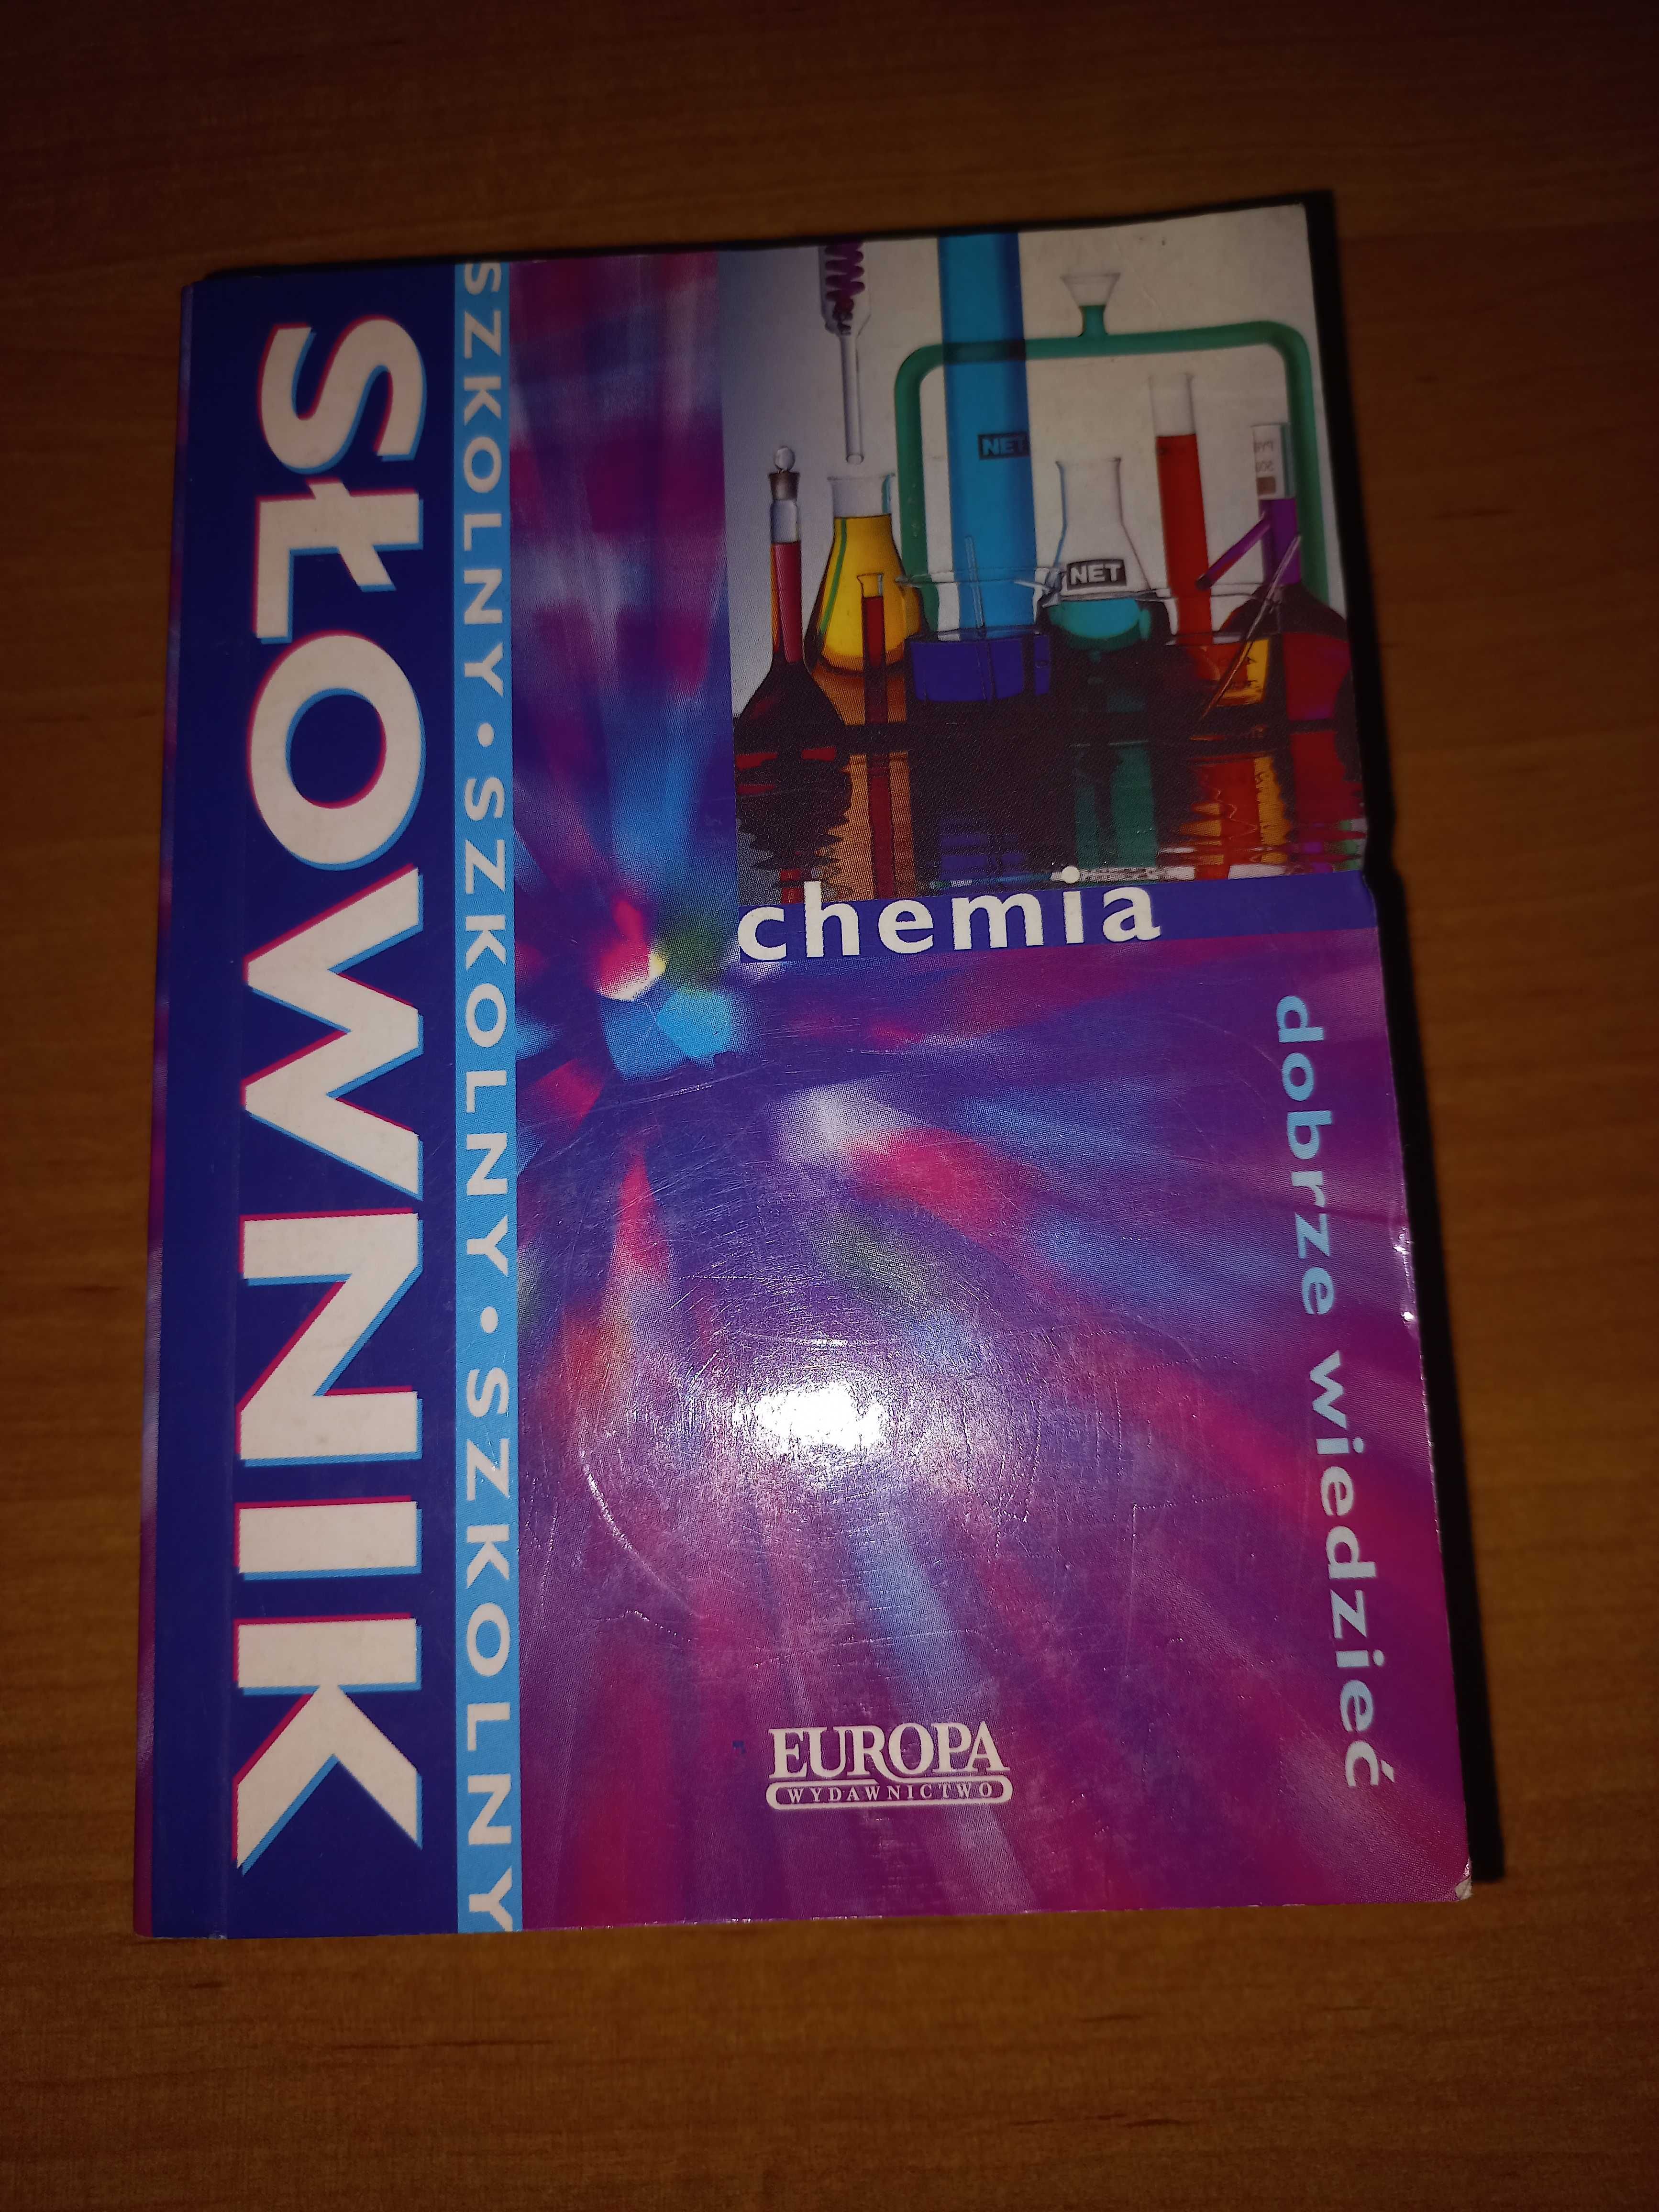 SŁOWNIK
SZKOLNY • SZKOLNY • SZKOLNY
NET
NET
chemia
dobrze wiedzieć
EUROPA
WYDAWNICTWO